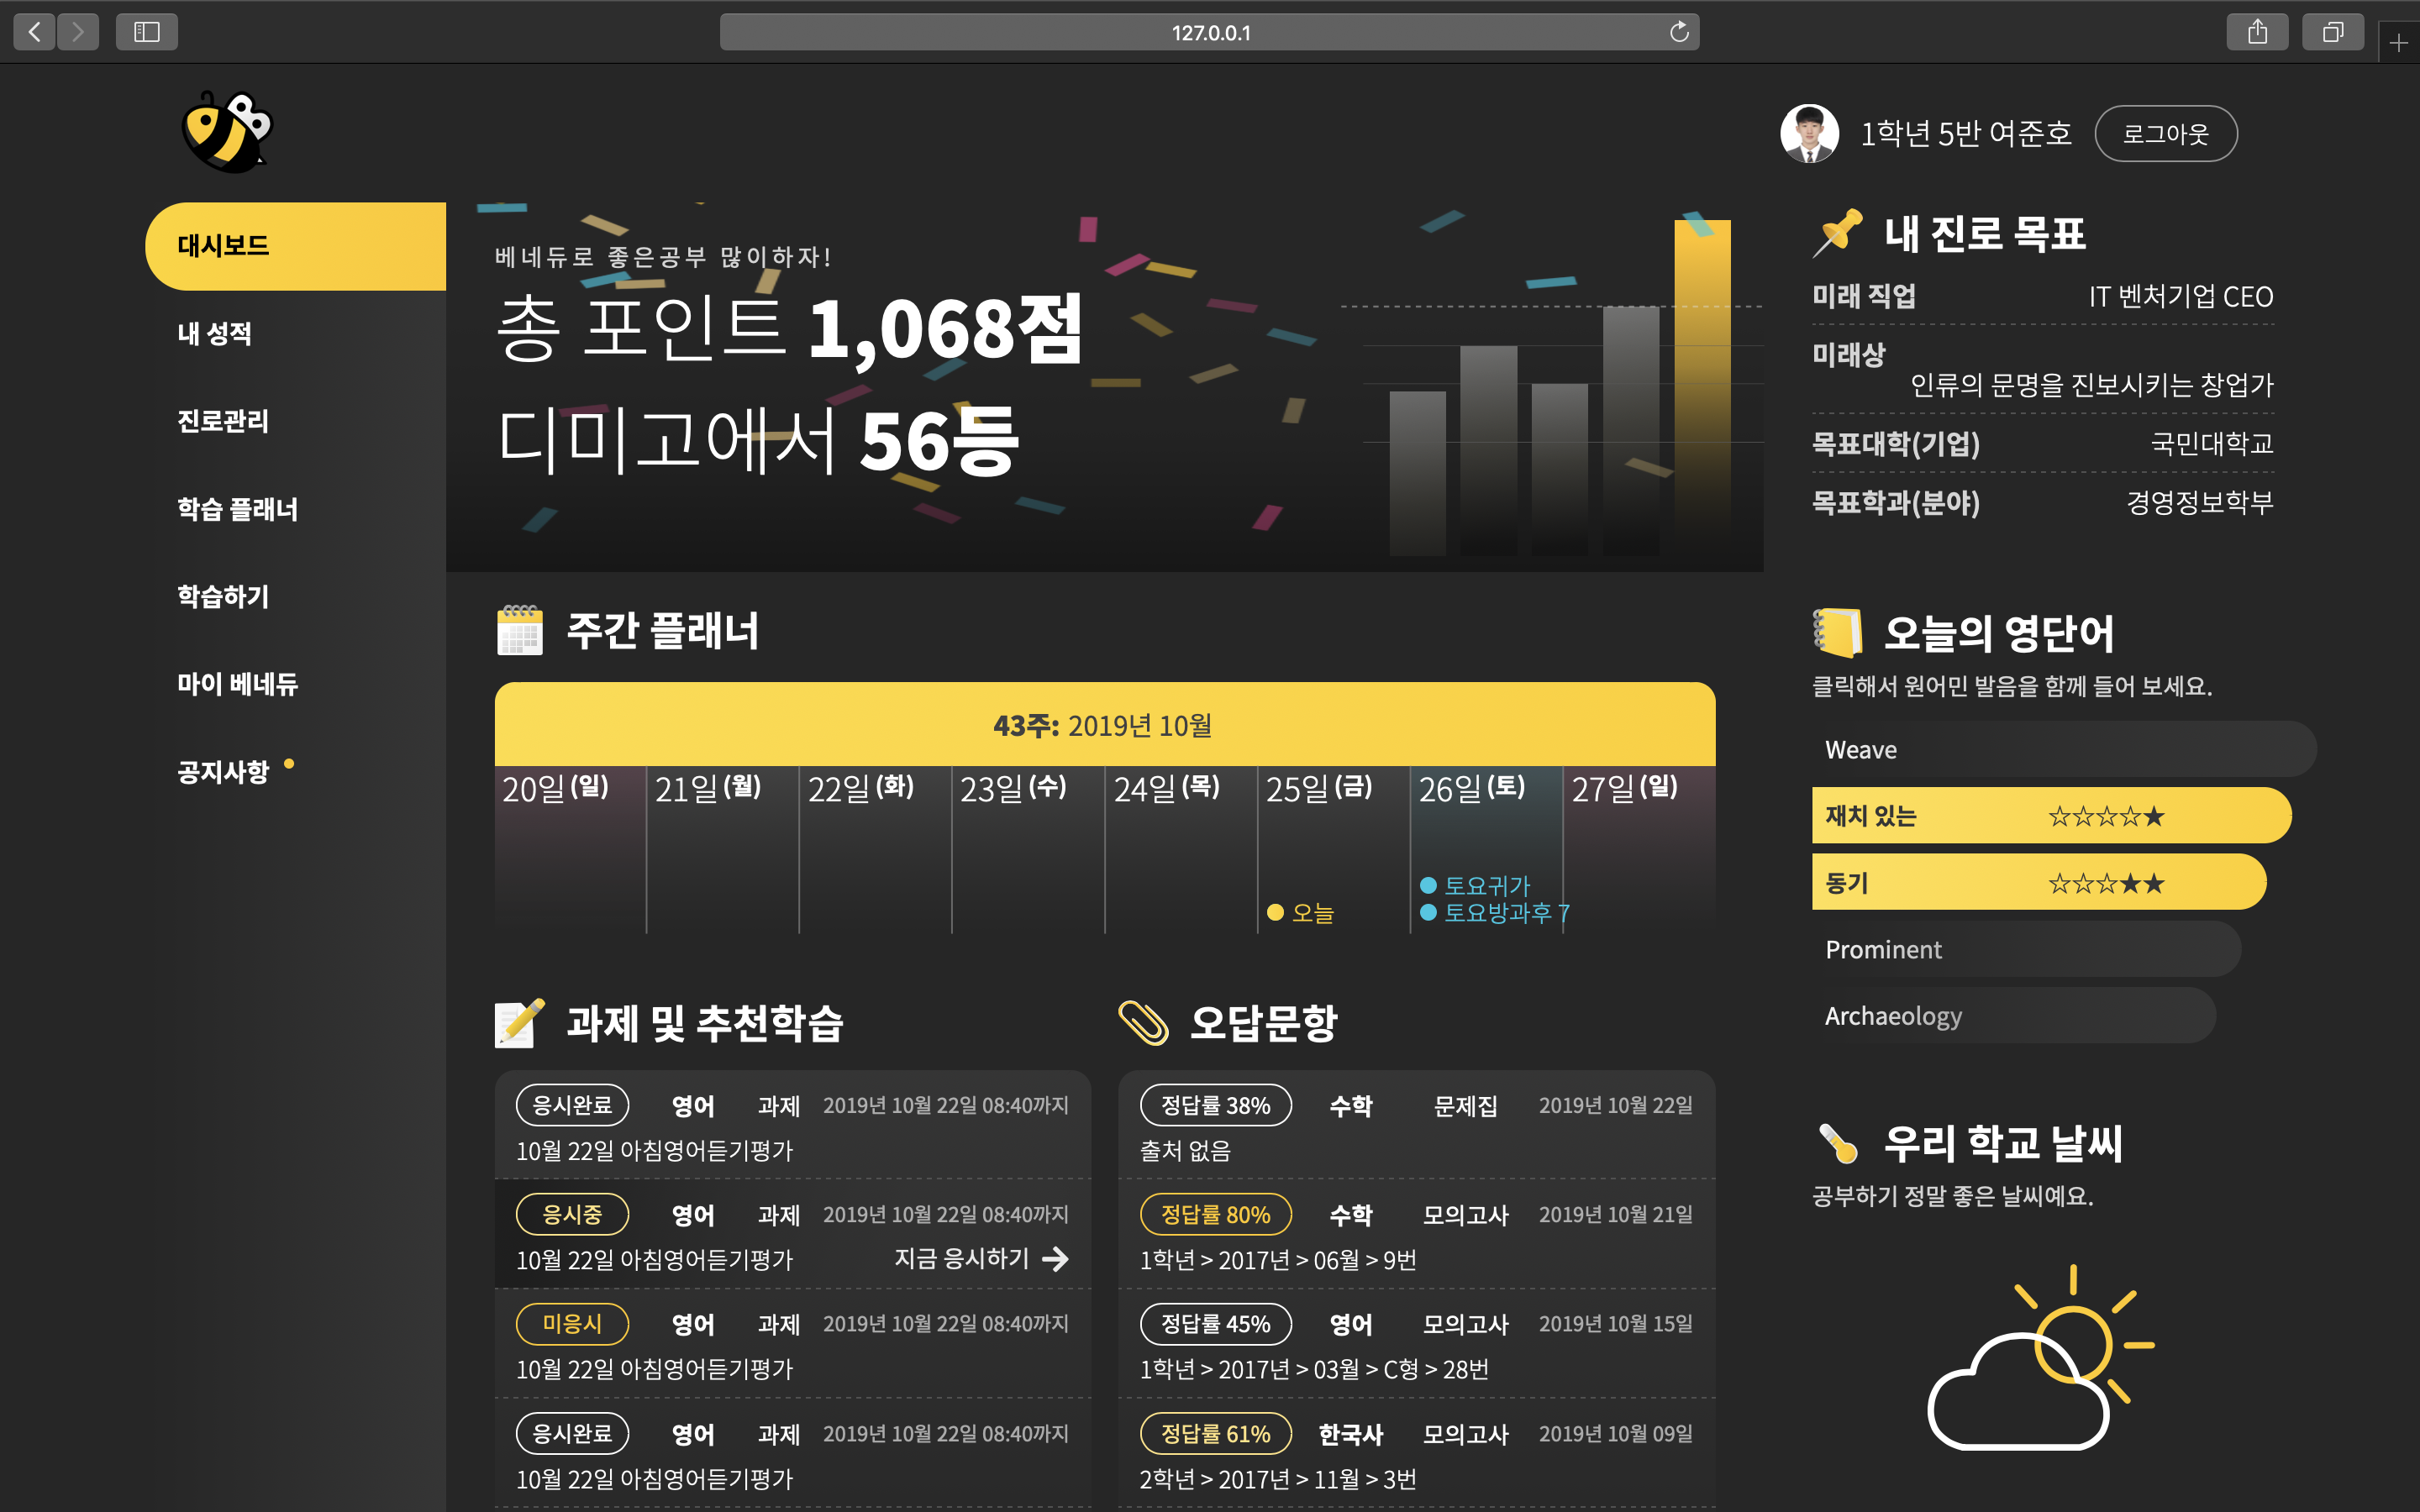 127.0.0.1
1학년 5반 여준호
로그아웃
대시보드
내 성적
진로관리
학습 플래너
학습하기
마이 베네듀
공지사항
베네듀로 좋은공부 많이하자!
총 포인트 1,068점
디미고에서 56등
주간 플래너
43주: 2019년 10월
20일(일) 21일(월) 22일(화) 23일(수) 24일(목) 25일(금) 26일(토) 27일(일)
오늘
토요귀가
토요방과후 7
과제 및 추천학습
응시완료 영어 과제 2019년 10월 22일 08:40까지
10월 22일 아침영어듣기평가
응시중 영어 과제 2019년 10월 22일 08:40까지
10월 22일 아침영어듣기평가 지금 응시하기 →
미응시 영어 과제 2019년 10월 22일 08:40까지
10월 22일 아침영어듣기평가
응시완료 영어 과제 2019년 10월 22일 08:40까지
10월 22일 아침영어듣기평가
오답문항
정답률 38% 수학 문제집 2019년 10월 22일
출처 없음
정답률 80% 수학 모의고사 2019년 10월 21일
1학년 > 2017년 > 06월 > 9번
정답률 45% 영어 모의고사 2019년 10월 15일
1학년 > 2017년 > 03월 > C형 > 28번
정답률 61% 한국사 모의고사 2019년 10월 09일
2학년 > 2017년 > 11월 > 3번
내 진로 목표
미래 직업 IT 벤처기업 CEO
미래상
인류의 문명을 진보시키는 창업가
목표대학(기업) 국민대학교
목표학과(분야) 경영정보학부
오늘의 영단어
클릭해서 원어민 발음을 함께 들어 보세요.
Weave
재치 있는 ☆☆☆☆★
동기 ☆☆☆★★
Prominent
Archaeology
우리 학교 날씨
공부하기 정말 좋은 날씨예요.